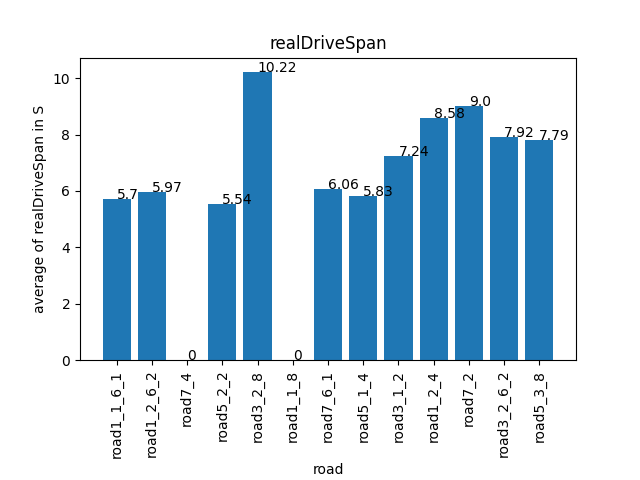 realDriveSpan
average of realDriveSpan in S
10
8
6
4
2
0
5.7
5.97
0
5.54
10.22
0
6.06
5.83
7.24
8.58
9.0
7.92
7.79
road1_1_6_1
road1_2_6_2
road7_4
road5_2_2
road3_2_8
road1_1_8
road7_6_1
road5_1_4
road3_1_2
road1_2_4
road7_2
road3_2_6_2
road5_3_8
road